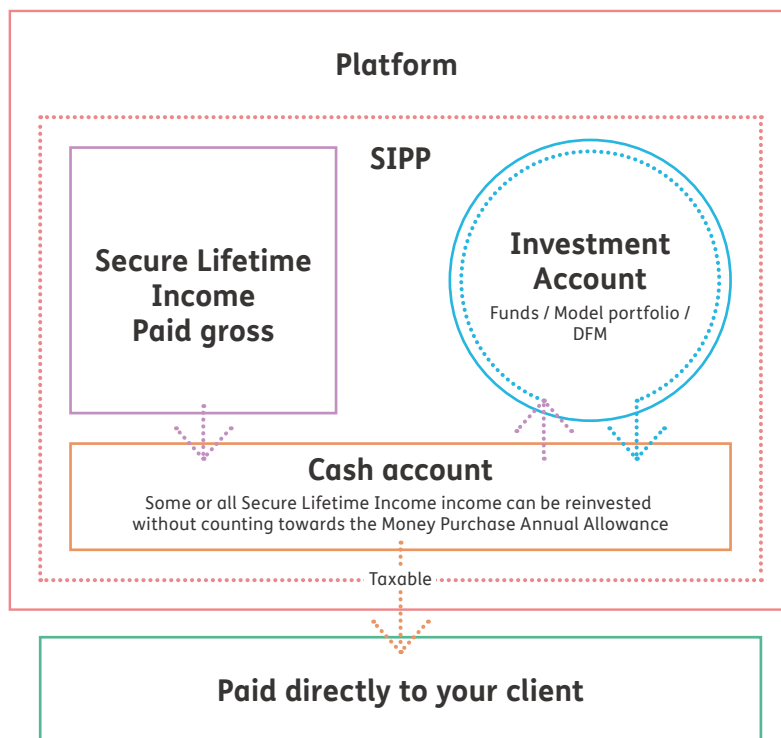 Platform
SIPP
Secure Lifetime
Income
Paid gross
Investment
Account
Funds / Model portfolio /
DFM
Cash account
Some or all Secure Lifetime Income income can be reinvested
without counting towards the Money Purchase Annual Allowance
Taxable
Paid directly to your client